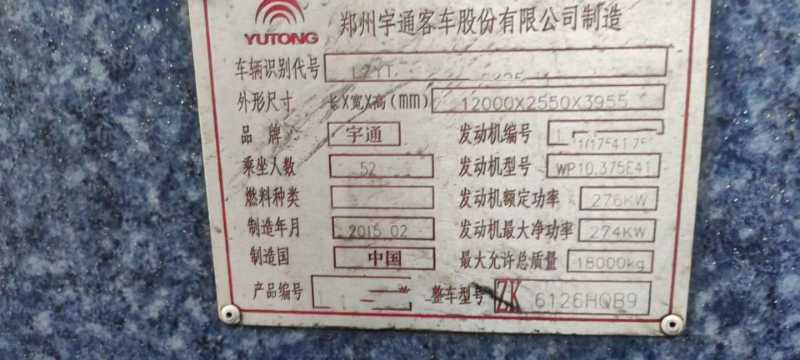 YUTONG 郑州宇通客车股份有限公司制造
车辆识别代号
外形尺寸 长X宽X高(mm) 12000X2550X3955
品牌 宇通 发动机编号
乘坐人数 52 发动机型号 WP10.375E41
燃料种类 发动机额定功率 276KW
制造年月 2015 02 发动机最大净功率 274KW
制造国 中国 最大允许总质量 18000kg
产品编号 整车型号 ZK 6126HQB9